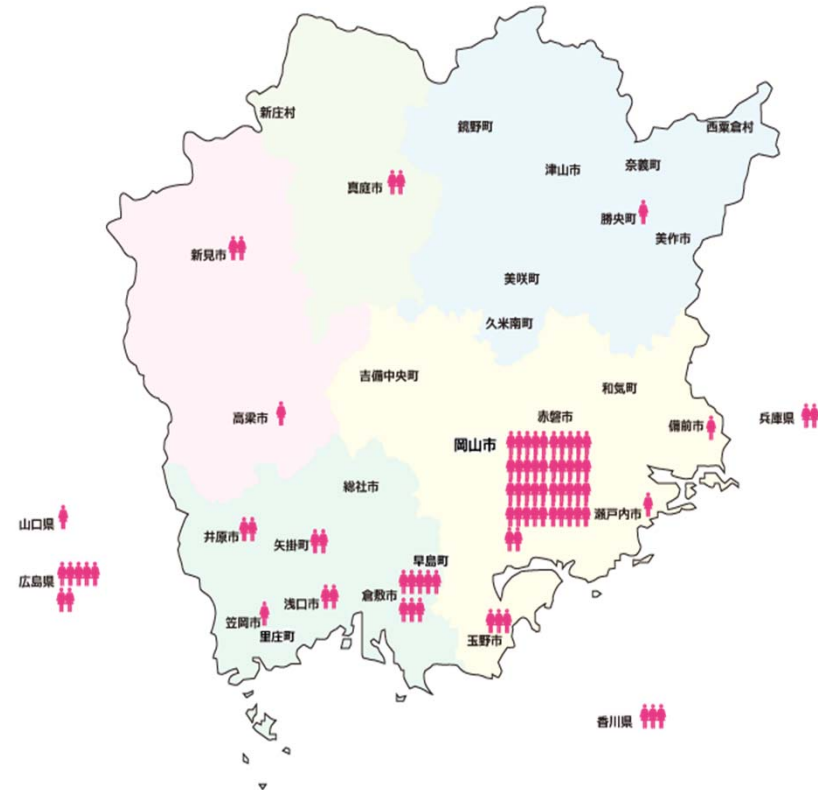 新庄村
鏡野町
西粟倉村
津山市
奈義町
真庭市
勝央町
美作市
新見市
美咲町
久米南町
吉備中央町
和気町
高梁市
赤磐市
備前市
兵庫県
岡山市
総社市
瀬戸内市
山口県
井原市
矢掛町
早島町
広島県
倉敷市
浅口市
笠岡市
里庄町
玉野市
香川県